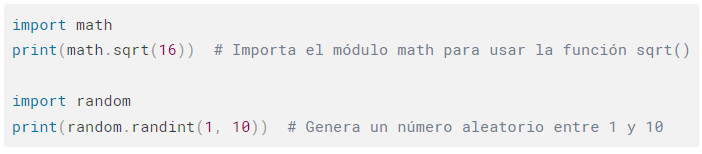 import math
print(math.sqrt(16))  # Importa el módulo math para usar la función sqrt()
import random
print(random.randint(1, 10))  # Genera un número aleatorio entre 1 y 10